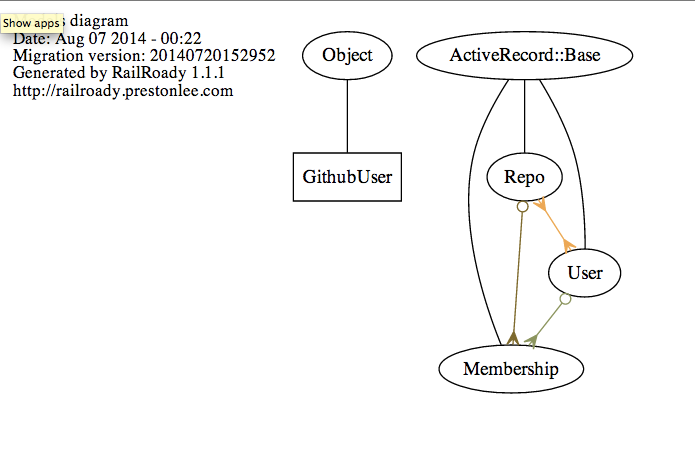 Show apps
s diagram
Date: Aug 07 2014 - 00:22
Migration version: 20140720152952
Generated by RailRoady 1.1.1
http://railroady.prestonlee.com
Object
ActiveRecord::Base
GithubUser
Repo
User
Membership